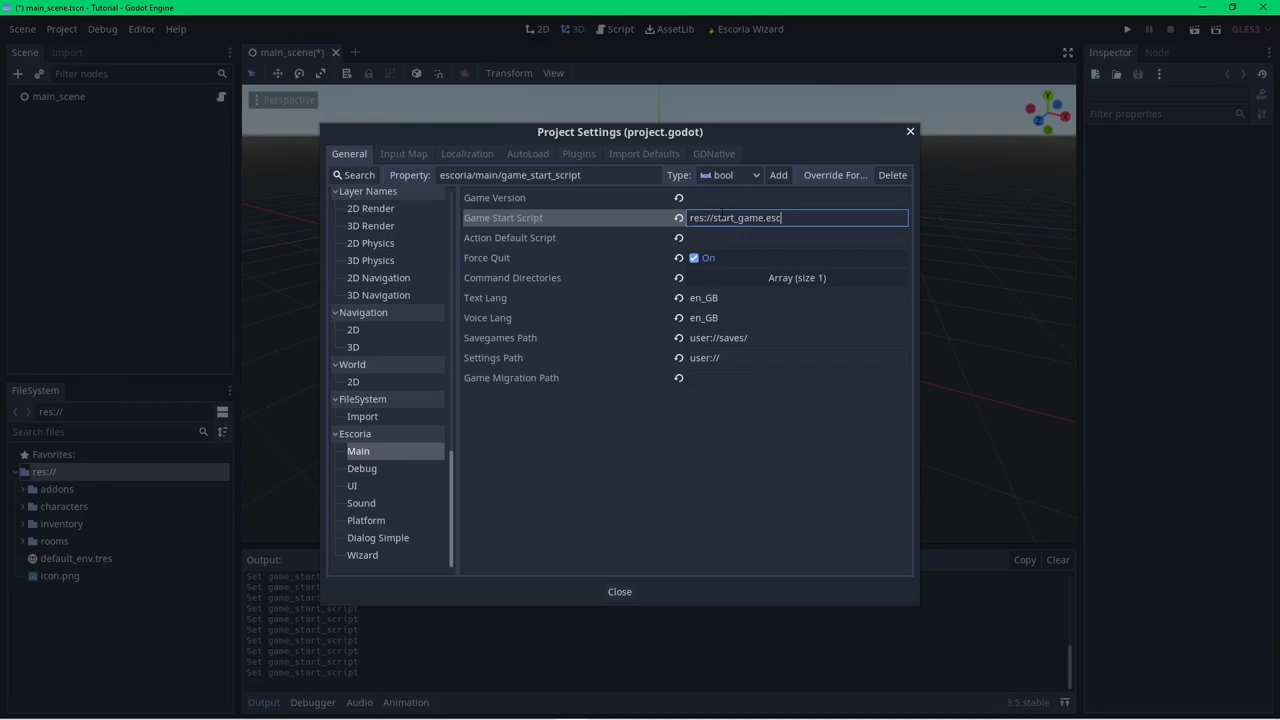 (*) main_scene.tscn - Tutorial - Godot Engine
Scene Project Debug Editor Help
2D 3D Script AssetLib Escoria Wizard
GLES3
Scene Import
main_scene(*)
Inspector Node
Filter nodes
Transform View
main_scene
Perspective
Y
X
Z
Filter properties
Project Settings (project.godot)
General Input Map Localization AutoLoad Plugins Import Defaults GDNative
Search Property: escoria/main/game_start_script Type: bool Add Override For... Delete
Layer Names
2D Render
3D Render
2D Physics
3D Physics
2D Navigation
3D Navigation
Navigation
2D
3D
World
2D
FileSystem
Import
Escoria
Main
Debug
UI
Sound
Platform
Dialog Simple
Wizard
Game Version
Game Start Script res://start_game.esc
Action Default Script
Force Quit On
Command Directories Array (size 1)
Text Lang en_GB
Voice Lang en_GB
Savegames Path user://saves/
Settings Path user://
Game Migration Path
Close
FileSystem
res://
Search files
Favorites:
res://
addons
characters
inventory
rooms
default_env.tres
icon.png
Output:
Copy Clear
Set game_start_script
Set game_start_script
Set game_start_script
Set game_start_script
Set game_start_script
Set game_start_script
Set game_start_script
Set game_start_script
Set game_start_script
Set game_start_script
Output Debugger Audio Animation
3.5.stable